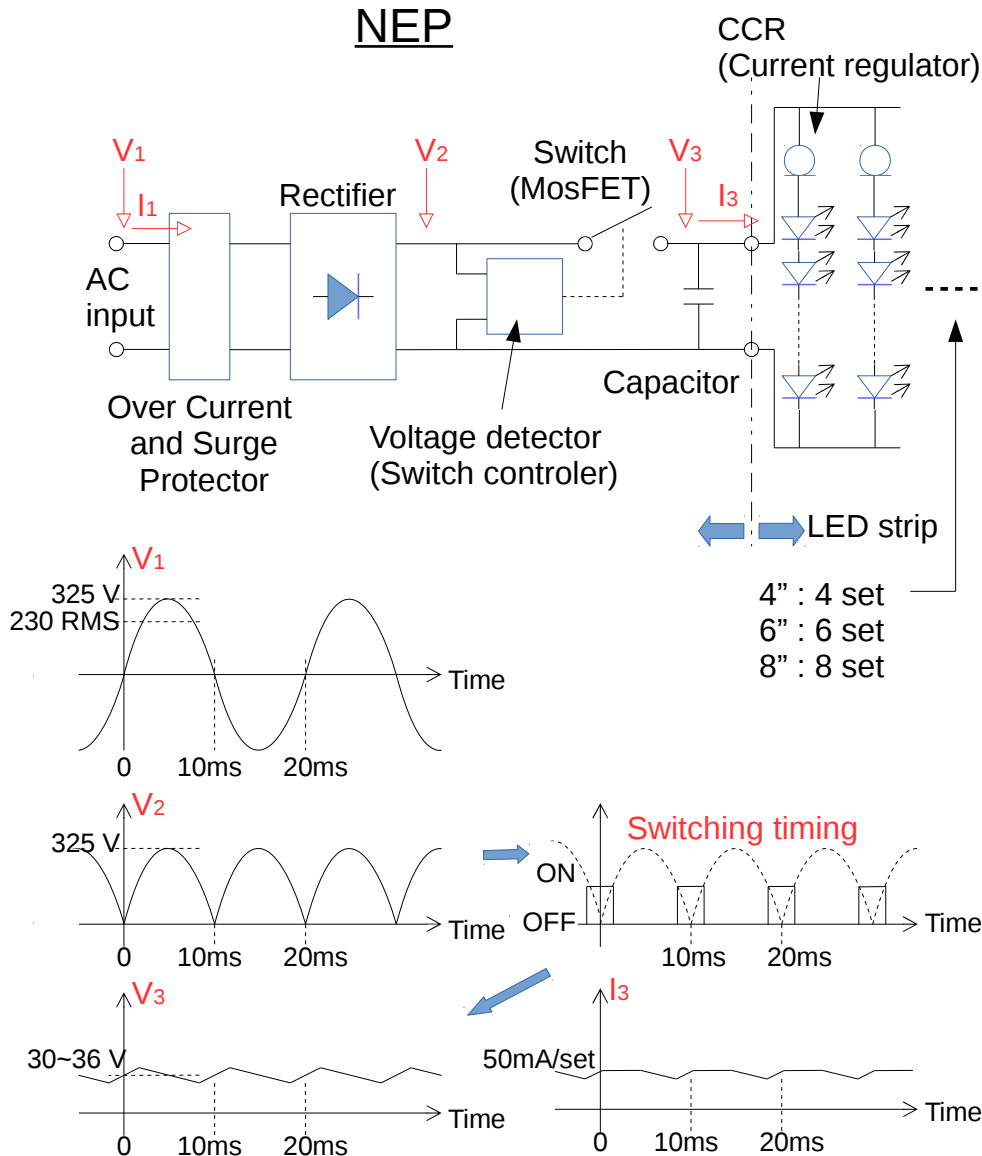 NEP
CCR
(Current regulator)
V1
I1
Rectifier
V2
Switch
(MosFET)
V3
I3
AC
input
Over Current
and Surge
Protector
Voltage detector
(Switch controler)
Capacitor
LED strip
4” : 4 set
6” : 6 set
8” : 8 set
V1
325 V
230 RMS
Time
0 10ms 20ms
V2
325 V
Time
0 10ms 20ms
Switching timing
ON
OFF
Time
10ms 20ms
V3
30~36 V
Time
0 10ms 20ms
I3
50mA/set
Time
0 10ms 20ms